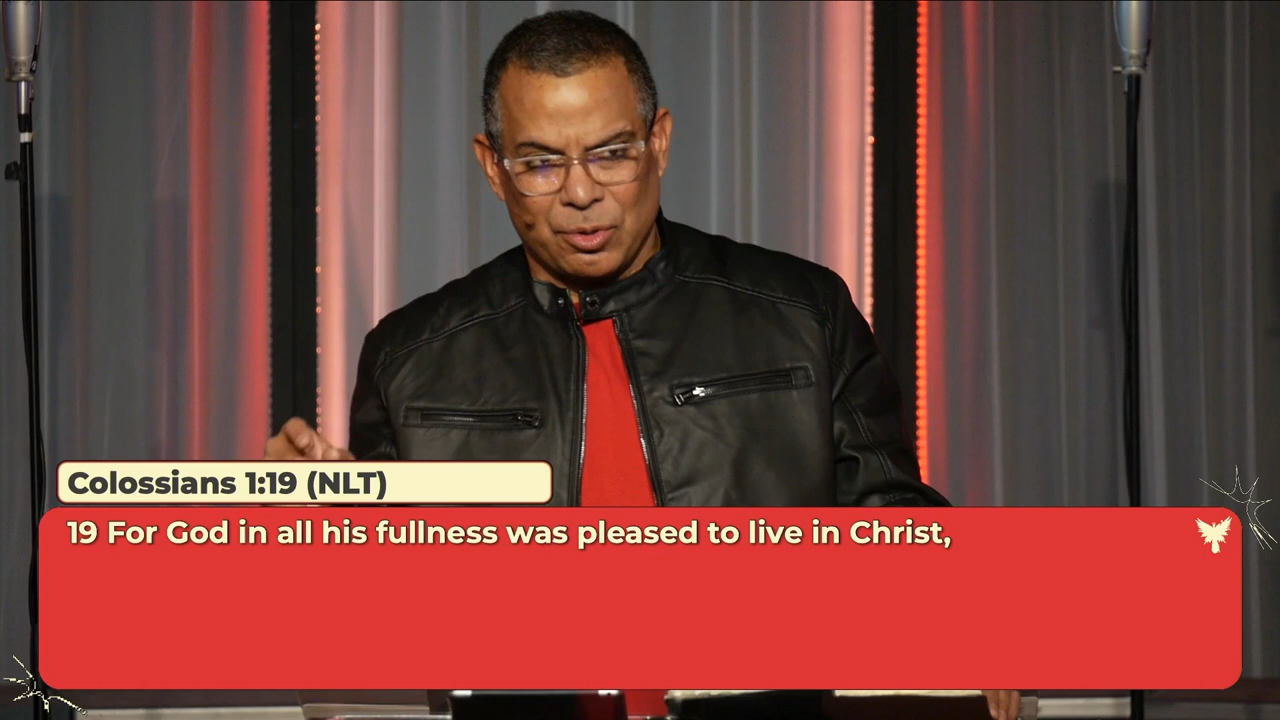 Colossians 1:19 (NLT)
19 For God in all his fullness was pleased to live in Christ,